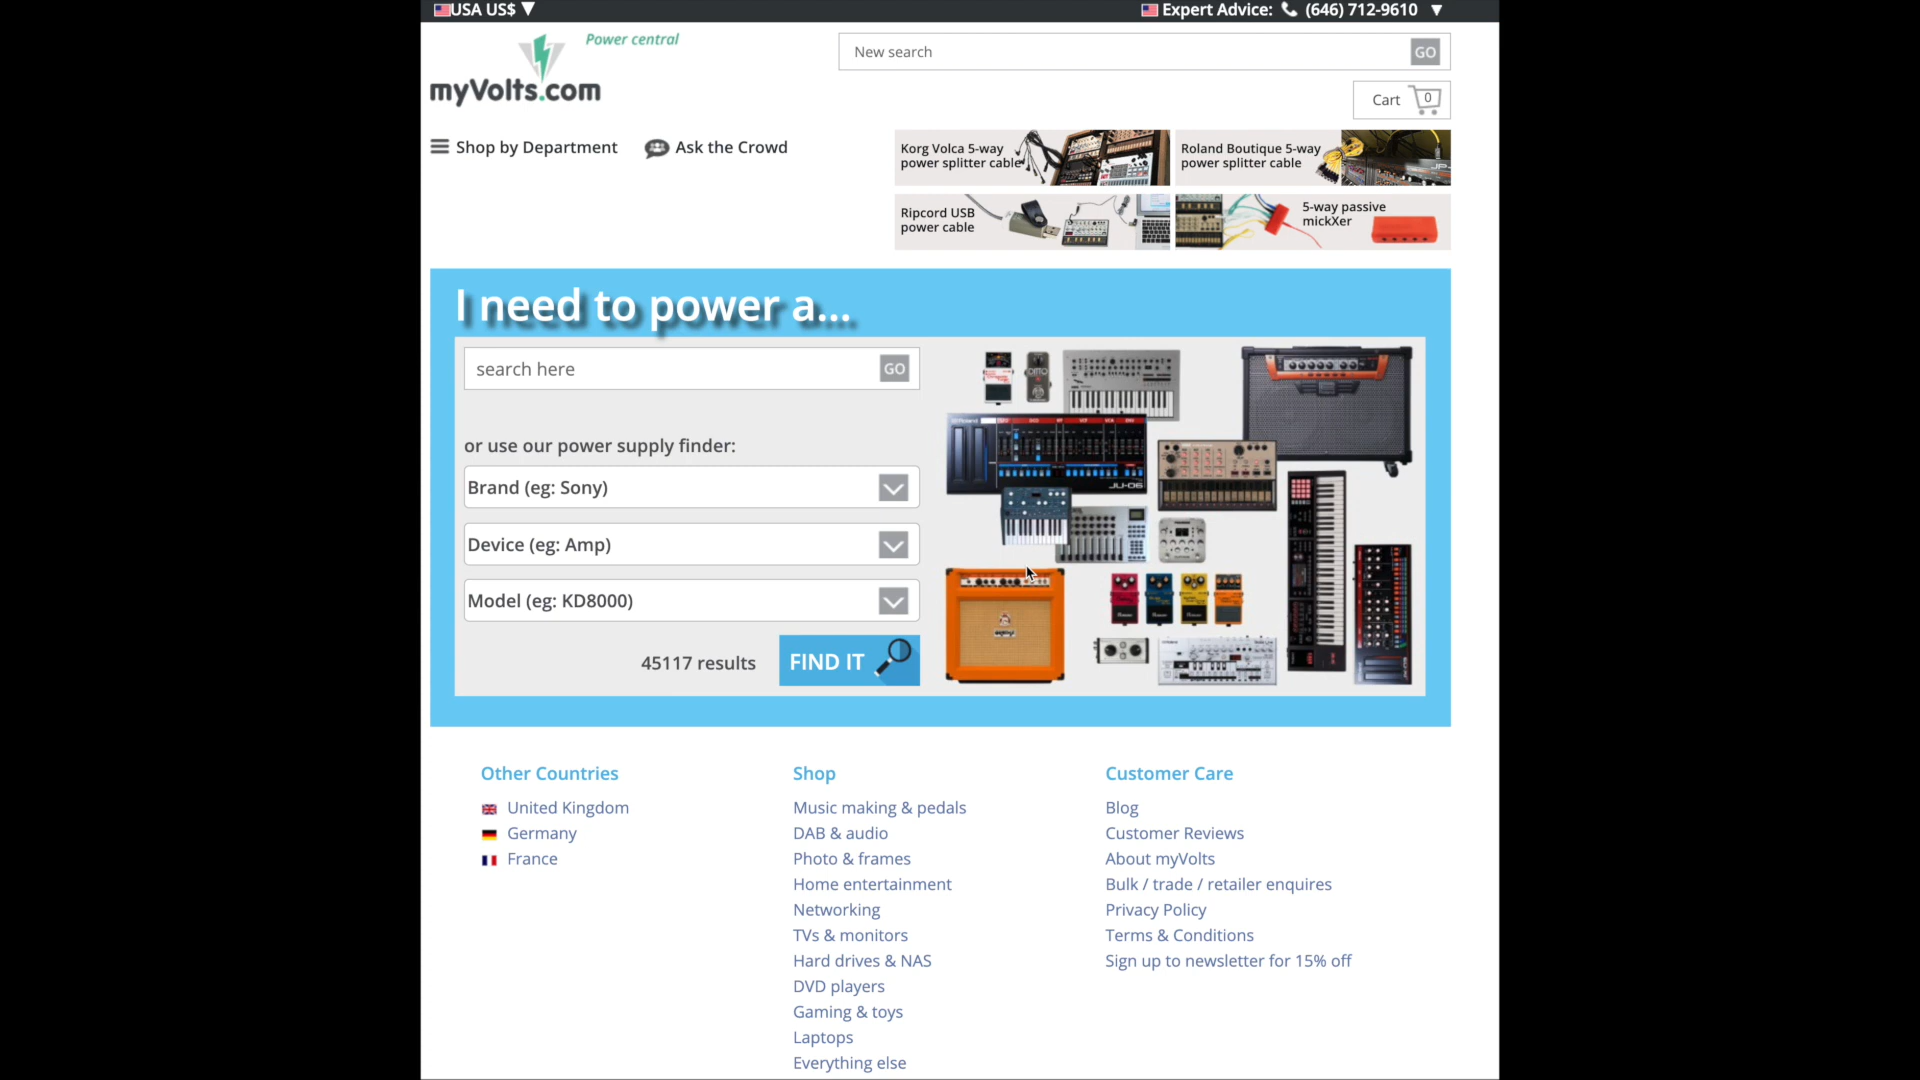 USA US$ ▼
Expert Advice: (646) 712-9610 ▼
Power central
myVolts.com
New search
GO
Cart 0
Shop by Department
Ask the Crowd
Korg Volca 5-way
power splitter cable
Roland Boutique 5-way
power splitter cable
Ripcord USB
power cable
5-way passive
mickXer
I need to power a...
search here
GO
or use our power supply finder:
Brand (eg: Sony)
Device (eg: Amp)
Model (eg: KD8000)
45117 results
FIND IT
DITTO
JU-06
Other Countries
United Kingdom
Germany
France
Shop
Music making & pedals
DAB & audio
Photo & frames
Home entertainment
Networking
TVs & monitors
Hard drives & NAS
DVD players
Gaming & toys
Laptops
Everything else
Customer Care
Blog
Customer Reviews
About myVolts
Bulk / trade / retailer enquires
Privacy Policy
Terms & Conditions
Sign up to newsletter for 15% off